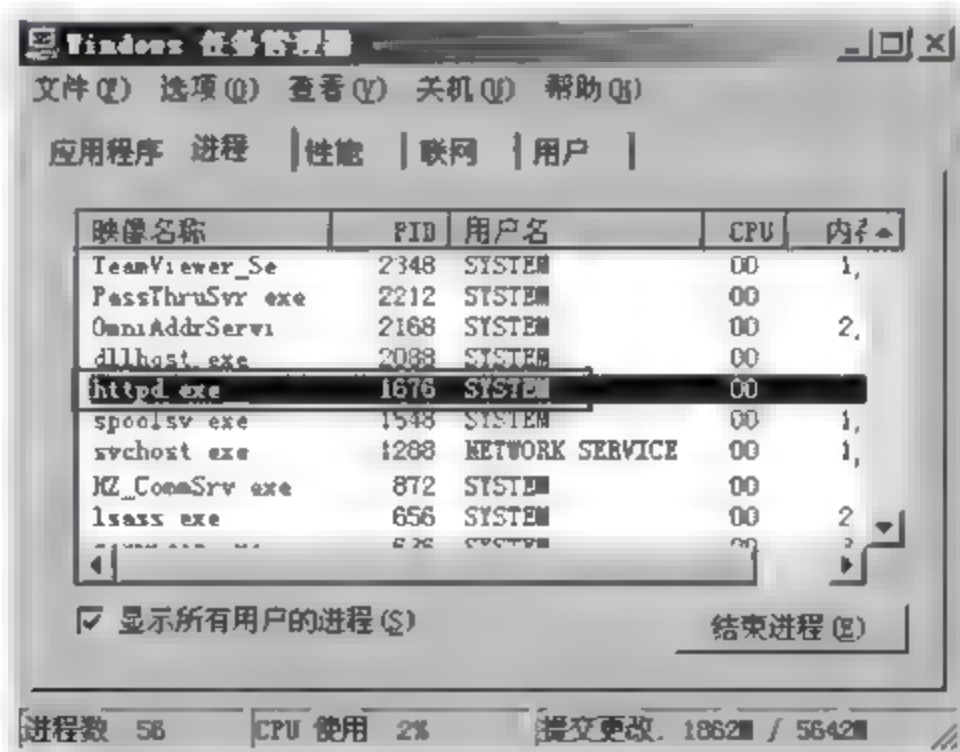 Windows 任务管理器
文件(F) 选项(O) 查看(V) 关机(U) 帮助(H)
应用程序 进程 性能 联网 用户
映像名称 PID 用户名 CPU 内存
TeamViewer_Se 2348 SYSTEM 00 1,
PassThruSvr exe 2212 SYSTEM 00
OmniAddrServi 2168 SYSTEM 00 2,
dllhost exe 2088 SYSTEM 00
httpd exe 1676 SYSTEM 00
spoolsv exe 1548 SYSTEM 00 1,
svchost exe 1288 NETWORK SERVICE 00 1,
KZ_CommSrv exe 872 SYSTEM 00
lsass exe 656 SYSTEM 00 2
显示所有用户的进程(S)
结束进程(E)
进程数 56 CPU 使用 2% 提交更改. 1862M / 5642M